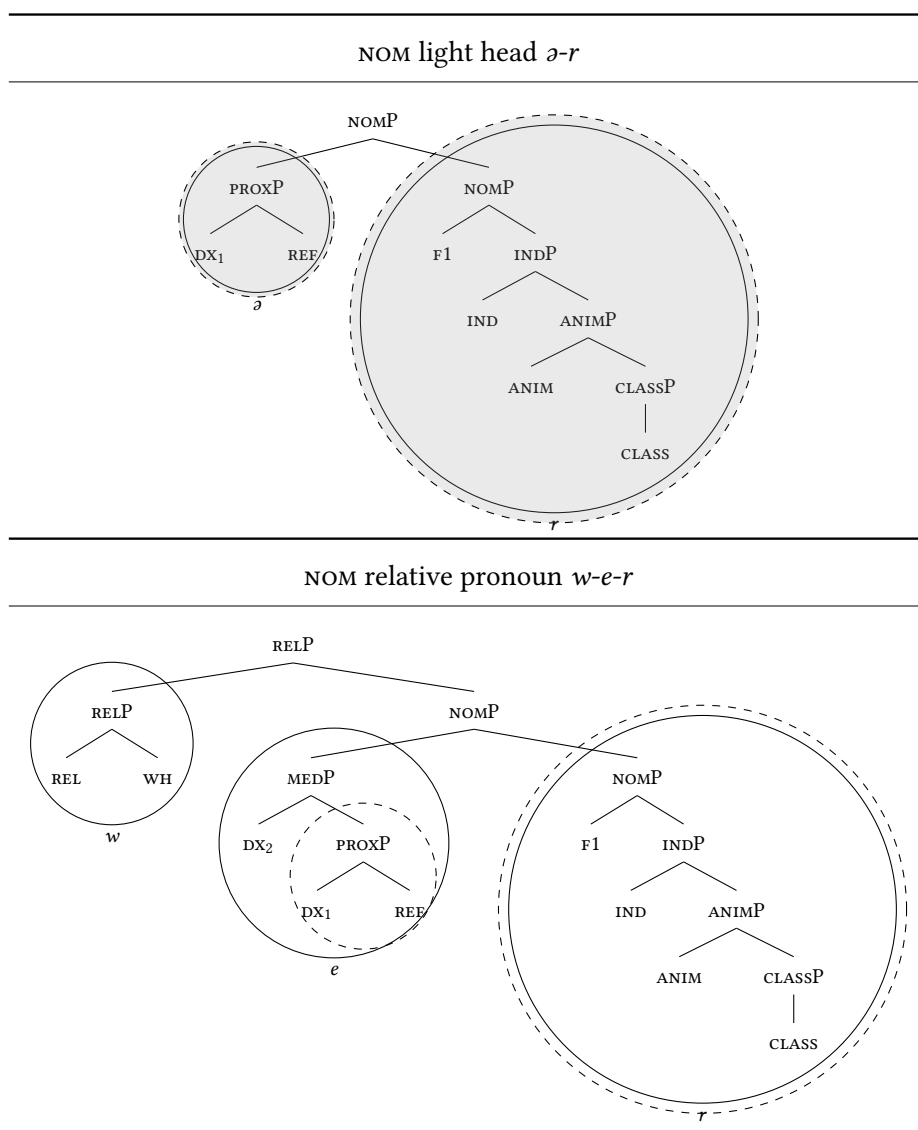 NOM light head ə-r
NOMP
PROXP NOMP
DX₁ REF F1 INDP
ə
IND ANIMP
ANIM CLASSP
CLASS
r
NOM relative pronoun w-e-r
RELP
RELP NOMP
REL WH MEDP NOMP
w
DX₂ PROXP F1 INDP
DX₁ REF IND ANIMP
e
ANIM CLASSP
CLASS
r